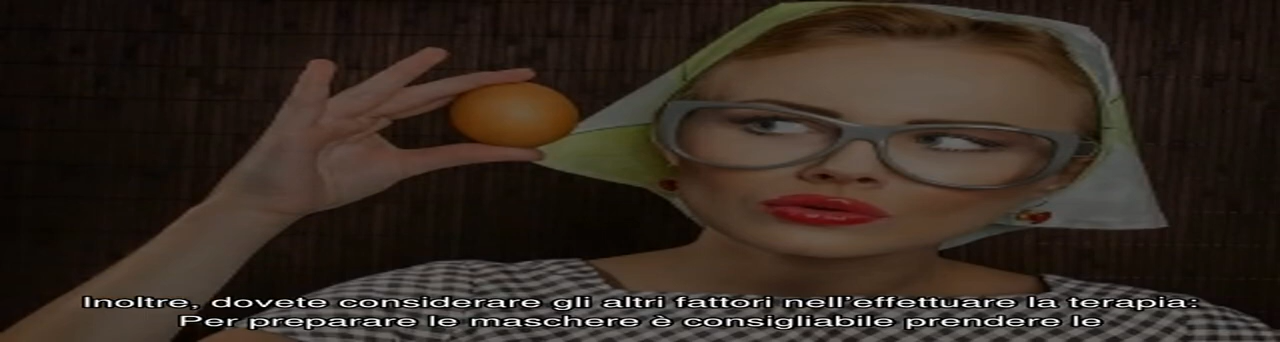 Inoltre, dovete considerare gli altri fattori nell'effettuare la terapia:
Per preparare le maschere è consigliabile prendere le